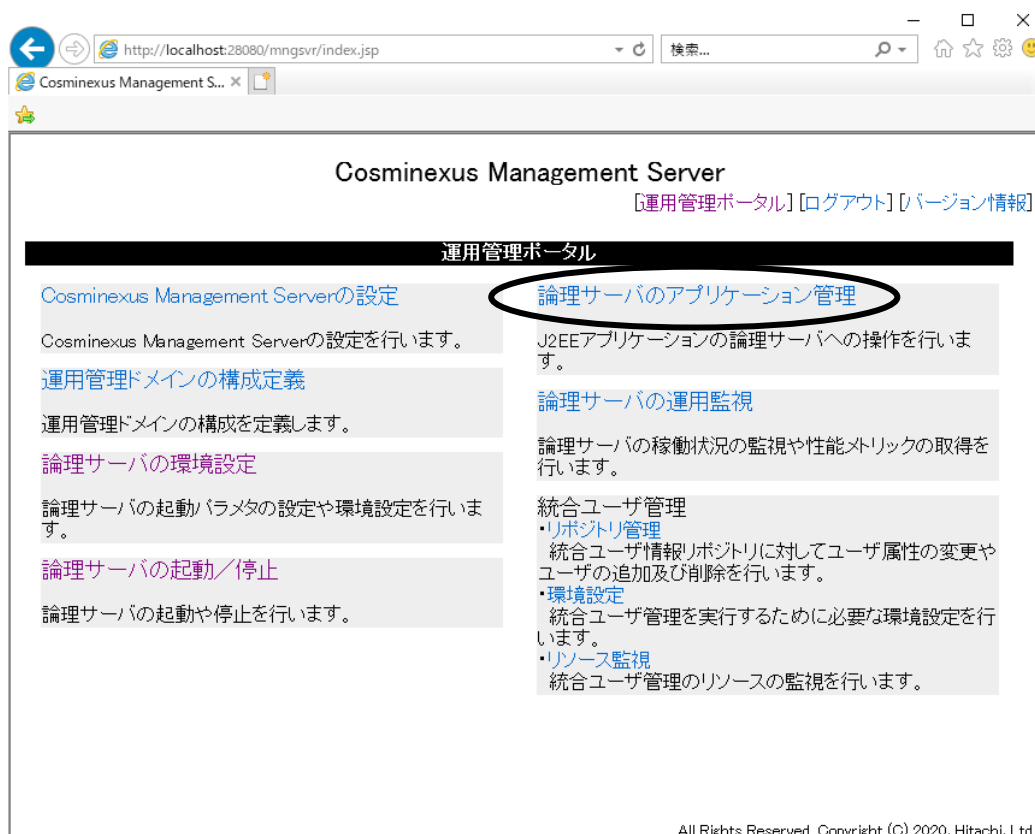 http://localhost:28080/mngsvr/index.jsp
検索...
Cosminexus Management S...
Cosminexus Management Server
[運用管理ポータル] [ログアウト] [バージョン情報]
運用管理ポータル
Cosminexus Management Serverの設定
Cosminexus Management Serverの設定を行います。
運用管理ドメインの構成定義
運用管理ドメインの構成を定義します。
論理サーバの環境設定
論理サーバの起動パラメタの設定や環境設定を行いま
す。
論理サーバの起動／停止
論理サーバの起動や停止を行います。
論理サーバのアプリケーション管理
J2EEアプリケーションの論理サーバへの操作を行いま
す。
論理サーバの運用監視
論理サーバの稼働状況の監視や性能メトリックの取得を
行います。
統合ユーザ管理
・リポジトリ管理
統合ユーザ情報リポジトリに対してユーザ属性の変更や
ユーザの追加及び削除を行います。
・環境設定
統合ユーザ管理を実行するために必要な環境設定を行
います。
・リソース監視
統合ユーザ管理のリソースの監視を行います。
All Rights Reserved. Copyright (C) 2020, Hitachi, Ltd.